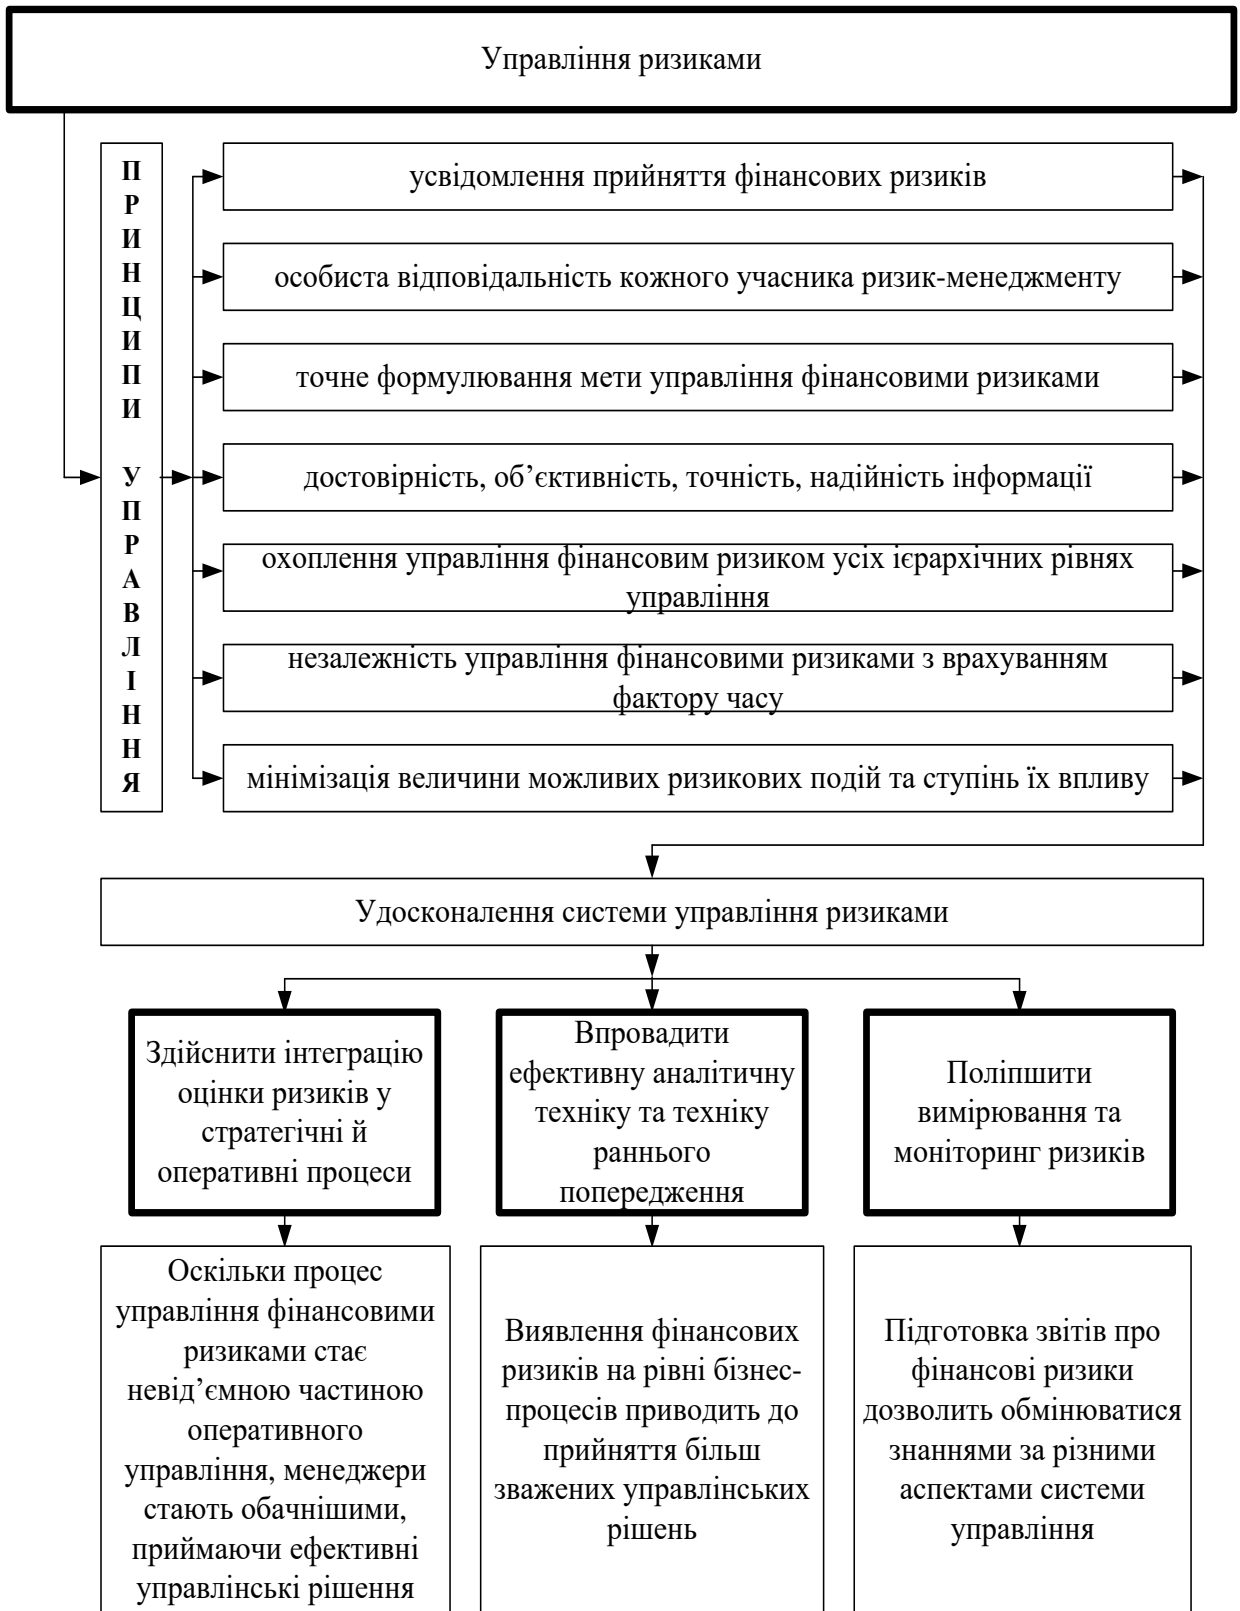 Управління ризиками
ПРИНЦИПИ УПРАВЛІННЯ
усвідомлення прийняття фінансових ризиків
особиста відповідальність кожного учасника ризик-менеджменту
точне формулювання мети управління фінансовими ризиками
достовірність, об’єктивність, точність, надійність інформації
охоплення управління фінансовим ризиком усіх ієрархічних рівнях
управління
незалежність управління фінансовими ризиками з врахуванням
фактору часу
мінімізація величини можливих ризикових подій та ступінь їх впливу
Удосконалення системи управління ризиками
Здійснити інтеграцію
оцінки ризиків у
стратегічні й
оперативні процеси
Впровадити
ефективну аналітичну
техніку та техніку
раннього
попередження
Поліпшити
вимірювання та
моніторинг ризиків
Оскільки процес
управління фінансовими
ризиками стає
невід’ємною частиною
оперативного
управління, менеджери
стають обачнішими,
приймаючи ефективні
управлінські рішення
Виявлення фінансових
ризиків на рівні бізнес-
процесів приводить до
прийняття більш
зважених управлінських
рішень
Підготовка звітів про
фінансові ризики
дозволить обмінюватися
знаннями за різними
аспектами системи
управління